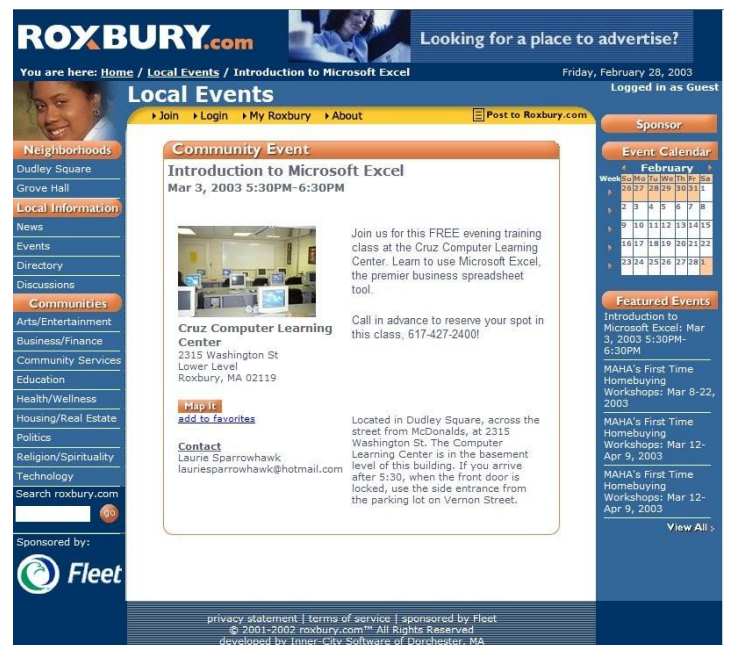 ROXBURY.com
Looking for a place to advertise?
You are here: Home / Local Events / Introduction to Microsoft Excel
Friday, February 28, 2003
Local Events
Logged in as Guest
Join Login My Roxbury About
Post to Roxbury.com
Neighborhoods
Dudley Square
Grove Hall
Local Information
News
Events
Directory
Discussions
Communities
Arts/Entertainment
Business/Finance
Community Services
Education
Health/Wellness
Housing/Real Estate
Politics
Religion/Spirituality
Technology
Search roxbury.com
go
Sponsored by:
Fleet
Community Event
Introduction to Microsoft Excel
Mar 3, 2003 5:30PM-6:30PM
Join us for this FREE evening training
class at the Cruz Computer Learning
Center. Learn to use Microsoft Excel,
the premier business spreadsheet
tool.
Call in advance to reserve your spot in
this class, 617-427-2400!
Cruz Computer Learning
Center
2315 Washington St
Lower Level
Roxbury, MA 02119
Map It
add to favorites
Contact
Laurie Sparrowhawk
lauriesparrowhawk@hotmail.com
Located in Dudley Square, across the
street from McDonalds, at 2315
Washington St. The Computer
Learning Center is in the basement
level of this building. If you arrive
after 5:30, when the front door is
locked, use the side entrance from
the parking lot on Vernon Street.
Sponsor
Event Calendar
February
Week Su Mo Tu We Th Fr Sa
26 27 28 29 30 31 1
2 3 4 5 6 7 8
9 10 11 12 13 14 15
16 17 18 19 20 21 22
23 24 25 26 27 28 1
Featured Events
Introduction to
Microsoft Excel: Mar
3, 2003 5:30PM-
6:30PM
MAHA's First Time
Homebuying
Workshops: Mar 8-22,
2003
MAHA's First Time
Homebuying
Workshops: Mar 12-
Apr 9, 2003
MAHA's First Time
Homebuying
Workshops: Mar 12-
Apr 9, 2003
View All
privacy statement | terms of service | sponsored by Fleet
© 2001-2002 roxbury.com™ All Rights Reserved
developed by Inner-City Software of Dorchester, MA